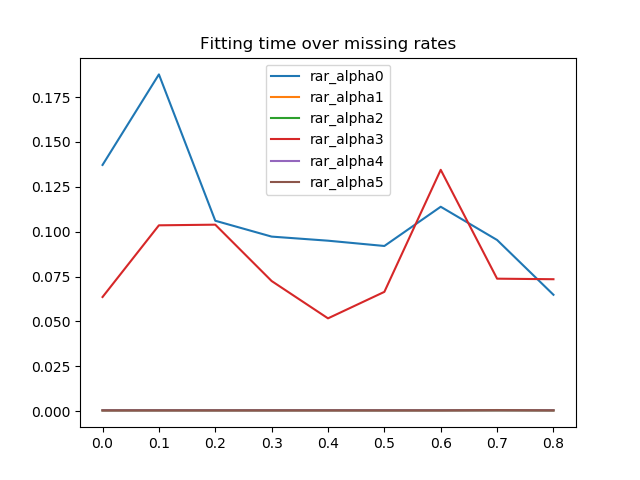 Fitting time over missing rates
rar_alpha0
rar_alpha1
rar_alpha2
rar_alpha3
rar_alpha4
rar_alpha5
0.175
0.150
0.125
0.100
0.075
0.050
0.025
0.000
0.0 0.1 0.2 0.3 0.4 0.5 0.6 0.7 0.8